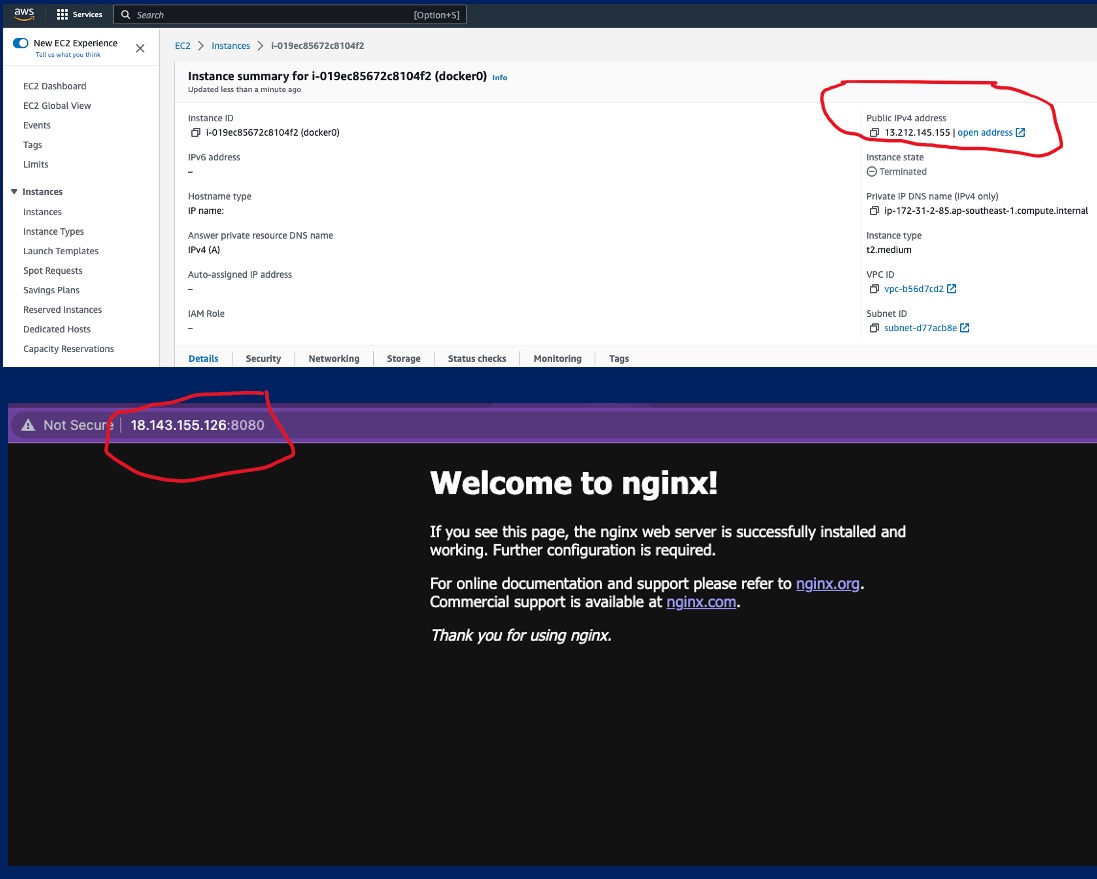 aws Services Search [Option+S]
New EC2 Experience
Tell us what you think
EC2 Dashboard
EC2 Global View
Events
Tags
Limits
Instances
Instances
Instance Types
Launch Templates
Spot Requests
Savings Plans
Reserved Instances
Dedicated Hosts
Capacity Reservations
EC2 > Instances > i-019ec85672c8104f2
Instance summary for i-019ec85672c8104f2 (docker0) Info
Updated less than a minute ago
Instance ID
i-019ec85672c8104f2 (docker0)
IPv6 address
–
Hostname type
IP name:
Answer private resource DNS name
IPv4 (A)
Auto-assigned IP address
–
IAM Role
–
Public IPv4 address
13.212.145.155 | open address
Instance state
Terminated
Private IP DNS name (IPv4 only)
ip-172-31-2-85.ap-southeast-1.compute.internal
Instance type
t2.medium
VPC ID
vpc-b56d7cd2
Subnet ID
subnet-d77acb8e
Details Security Networking Storage Status checks Monitoring Tags
Not Secure 18.143.155.126:8080
Welcome to nginx!
If you see this page, the nginx web server is successfully installed and
working. Further configuration is required.
For online documentation and support please refer to nginx.org.
Commercial support is available at nginx.com.
Thank you for using nginx.